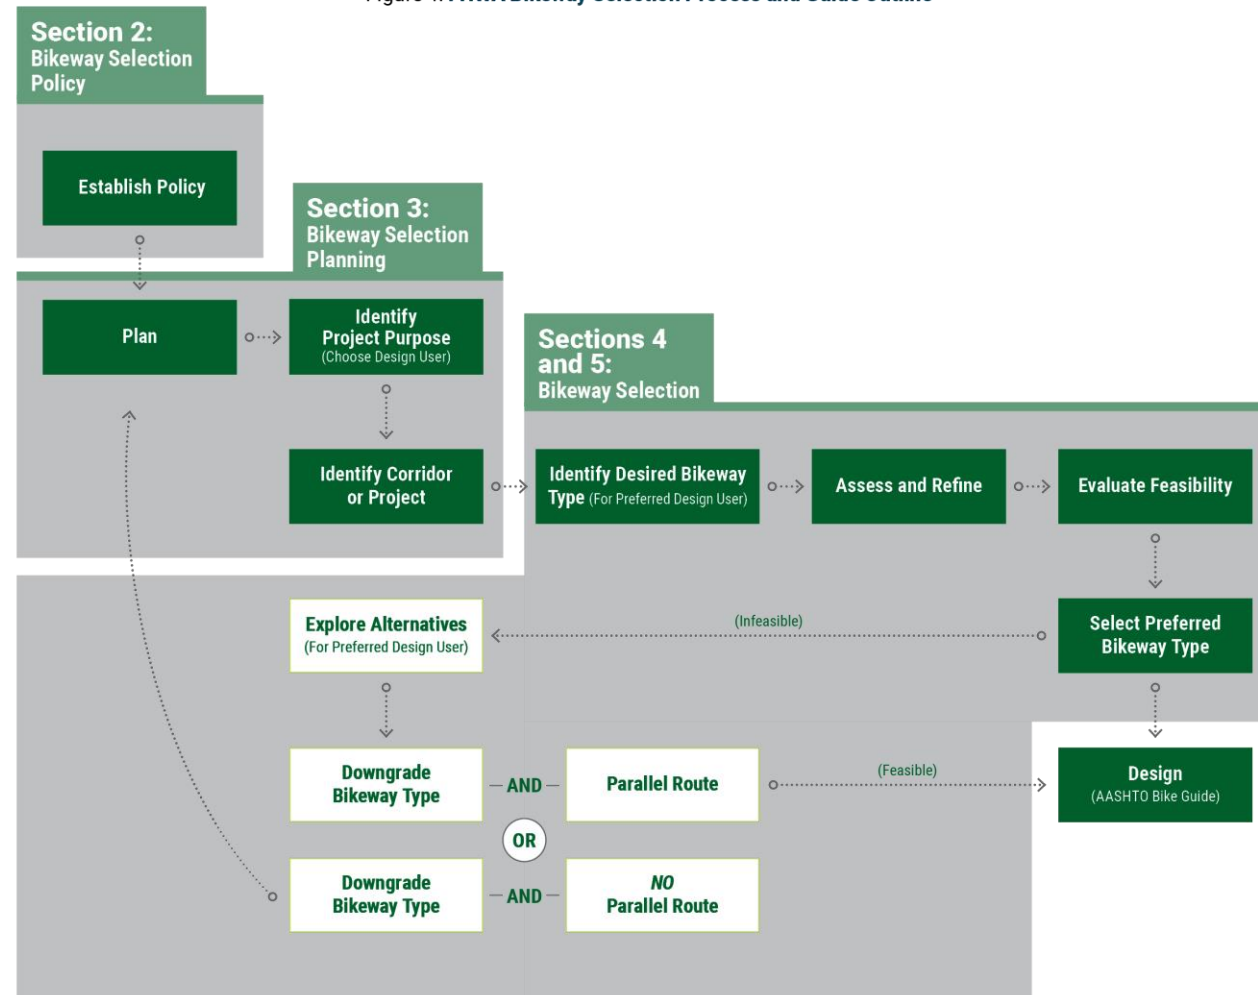 Section 2:
Bikeway Selection
Policy
Establish Policy
Section 3:
Bikeway Selection
Planning
Plan
Identify
Project Purpose
(Choose Design User)
Identify Corridor
or Project
Sections 4
and 5:
Bikeway Selection
Identify Desired Bikeway
Type (For Preferred Design User)
Assess and Refine
Evaluate Feasibility
Explore Alternatives
(For Preferred Design User)
(Infeasible)
Select Preferred
Bikeway Type
Downgrade
Bikeway Type
AND
Parallel Route
(Feasible)
Design
(AASHTO Bike Guide)
OR
Downgrade
Bikeway Type
AND
NO
Parallel Route